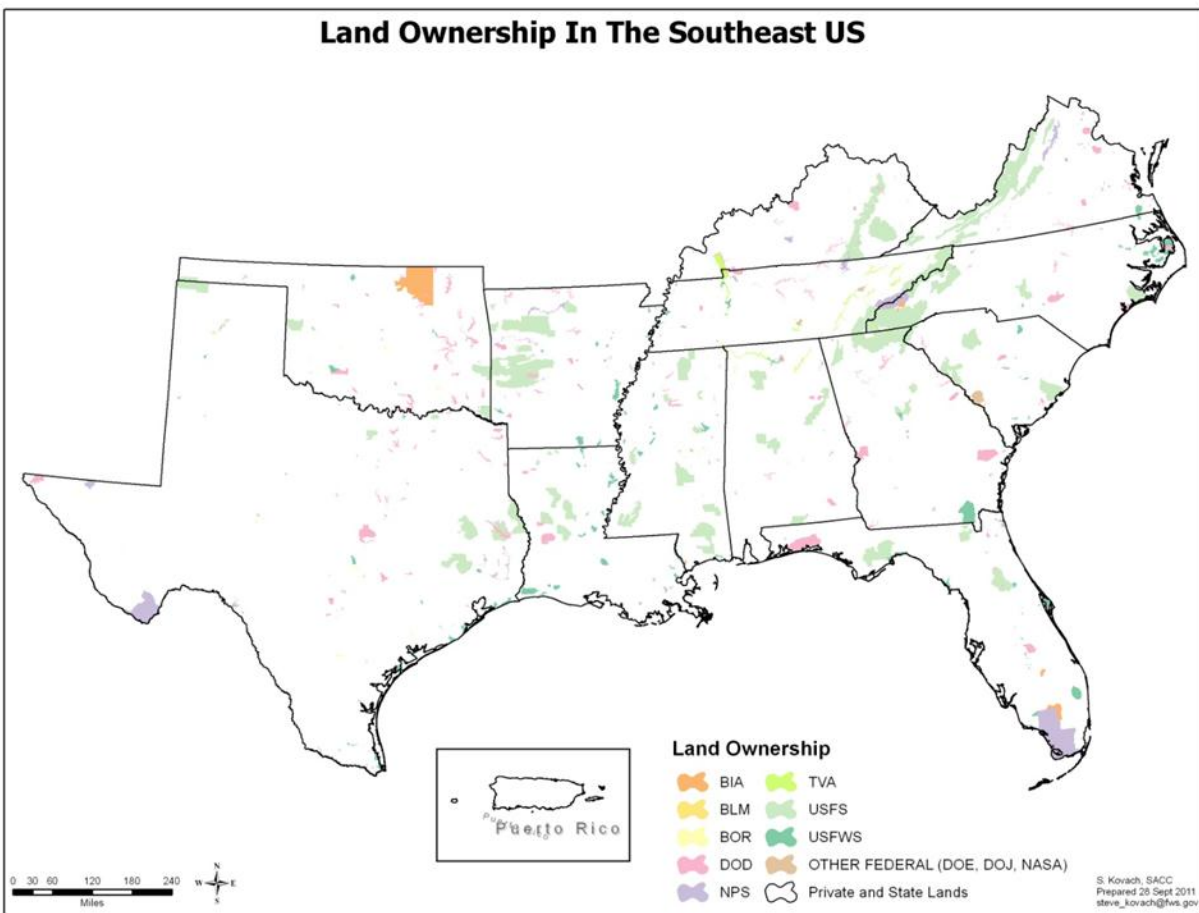 Land Ownership In The Southeast US
Puerto Rico
Puerto Rico
Land Ownership
BIA
BLM
BOR
DOD
NPS
TVA
USFS
USFWS
OTHER FEDERAL (DOE, DOJ, NASA)
Private and State Lands
0 30 60 120 180 240
Miles
N
W E
S
S. Kovach, SACC
Prepared 28 Sept 2011
steve_kovach@fws.gov